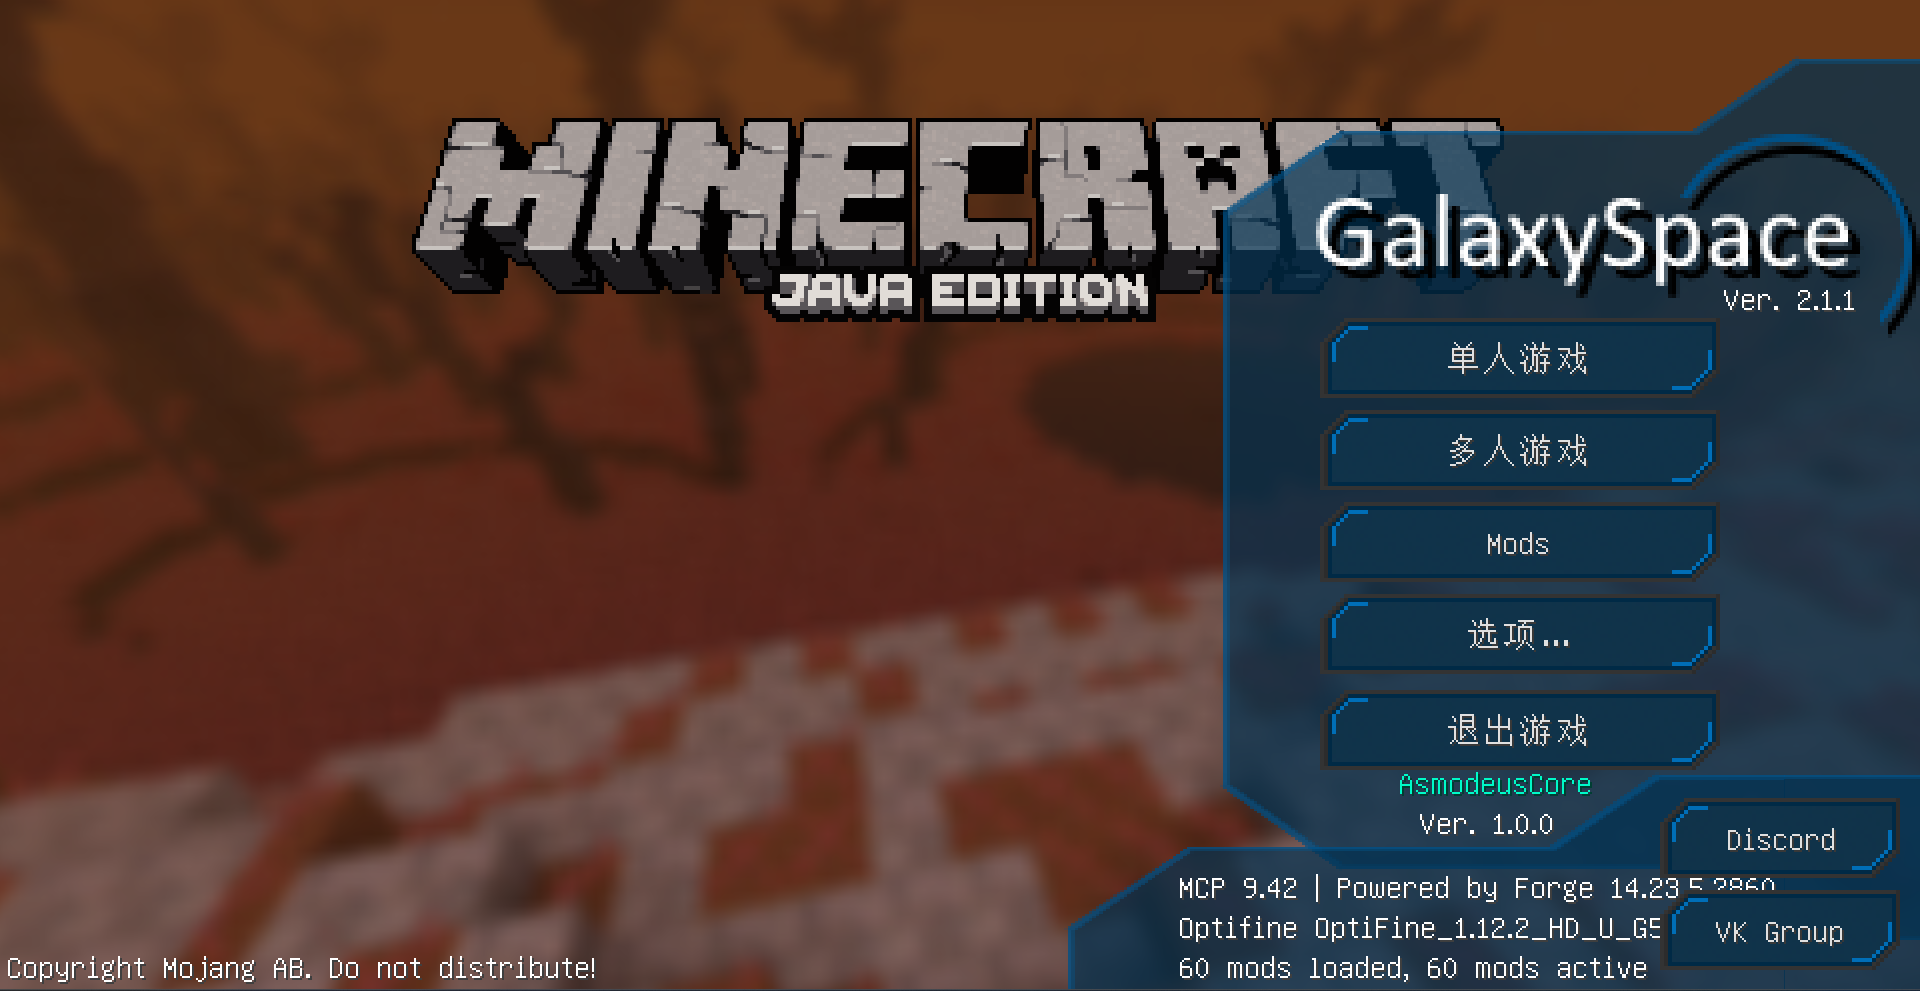 MINECRAFT
JAVA EDITION
GalaxySpace
Ver. 2.1.1
单人游戏
多人游戏
Mods
选项...
退出游戏
AsmodeusCore
Ver. 1.0.0
Discord
MCP 9.42 | Powered by Forge 14.23.5.2860
Optifine OptiFine_1.12.2_HD_U_G5
VK Group
60 mods loaded, 60 mods active
Copyright Mojang AB. Do not distribute!